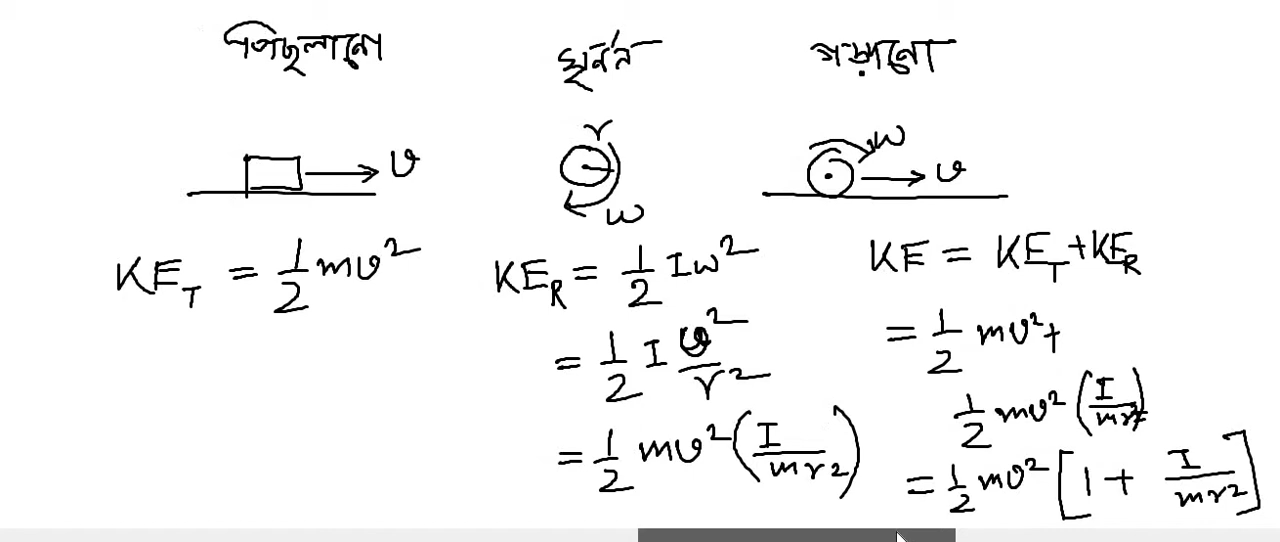 পিছলানো
ঘূর্নন
গড়ানো
v
r
ω
ω
v
KE_T = 1/2 mv²
KE_R = 1/2 Iω²
= 1/2 I v²/r²
= 1/2 mv² (I/mr²)
KE = KE_T + KE_R
= 1/2 mv² +
1/2 mv² (I/mr²)
= 1/2 mv² [1 + I/mr²]